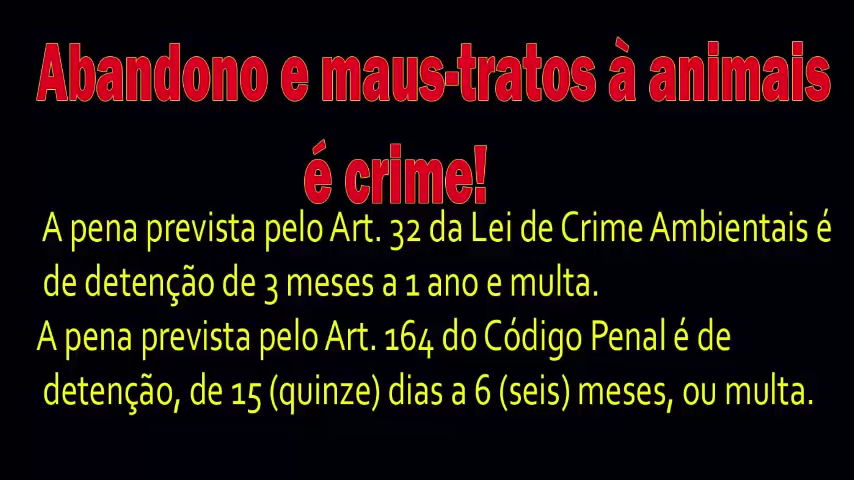 Abandono e maus-tratos à animais
é crime!
A pena prevista pelo Art. 32 da Lei de Crime Ambientais é
de detenção de 3 meses a 1 ano e multa.
A pena prevista pelo Art. 164 do Código Penal é de
detenção, de 15 (quinze) dias a 6 (seis) meses, ou multa.